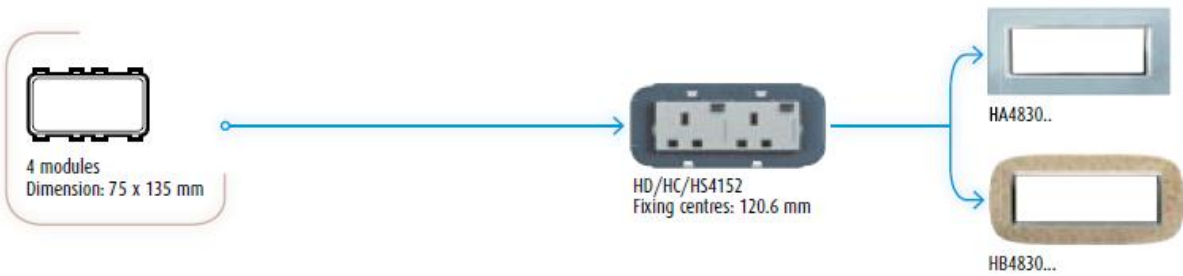 4 modules
Dimension: 75 x 135 mm
HD/HC/HS4152
Fixing centres: 120.6 mm
HA4830..
HB4830...